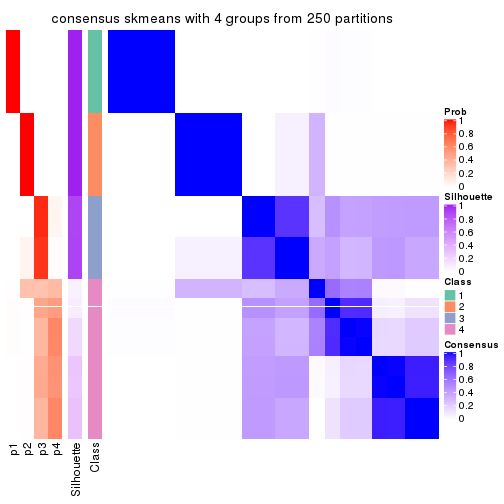 consensus skmeans with 4 groups from 250 partitions
Prob
1
0.8
0.6
0.4
0.2
0
Silhouette
1
0.8
0.6
0.4
0.2
0
Class
1
2
3
4
Consensus
1
0.8
0.6
0.4
0.2
0
p1
p2
p3
p4
Silhouette
Class